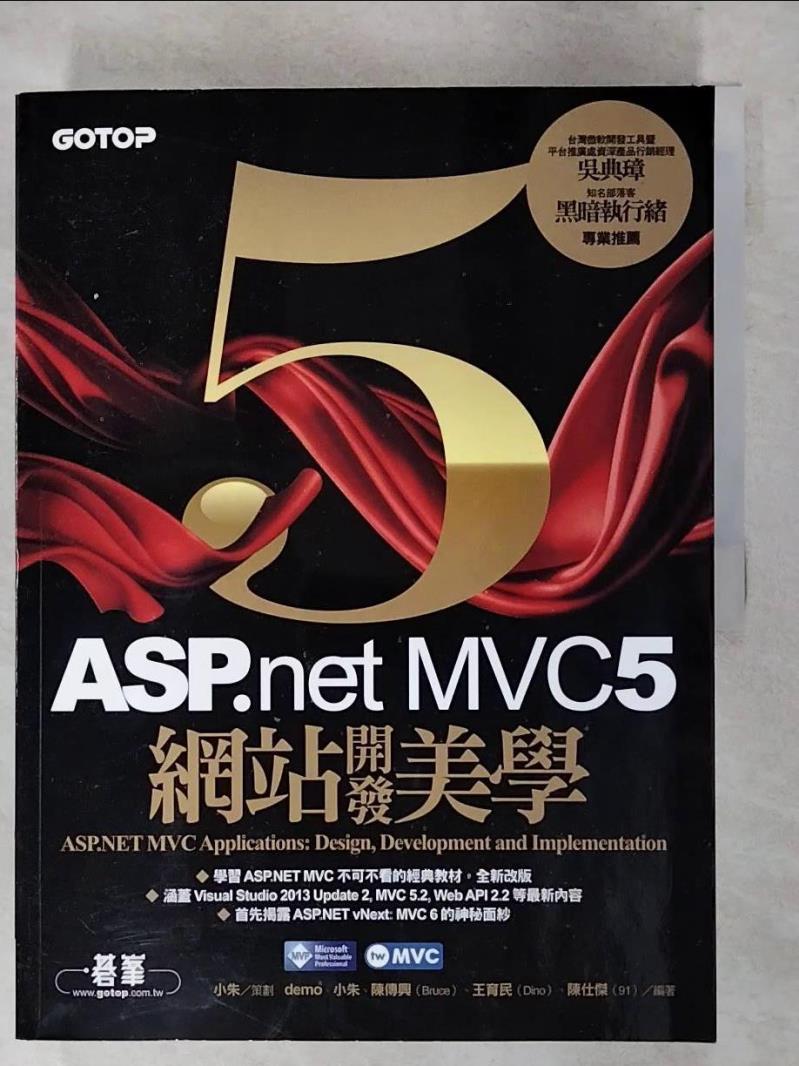 GOTOP
台灣微軟開發工具暨
平台推廣處資深產品行銷經理
吳典璋
知名部落客
黑暗執行緒
專業推薦
5
ASP.net MVC5
網站開發美學
ASP.NET MVC Applications: Design, Development and Implementation
◆ 學習 ASP.NET MVC 不可不看的經典教材，全新改版
◆ 涵蓋 Visual Studio 2013 Update 2, MVC 5.2, Web API 2.2 等最新內容
◆ 首先揭露 ASP.NET vNext: MVC 6 的神秘面紗
MVP Microsoft Most Valuable Professional
tw MVC
碁峯
www.gotop.com.tw
小朱／策劃 demo、小朱、陳傳興（Bruce）、王育民（Dino）、陳仕傑（91）／編著